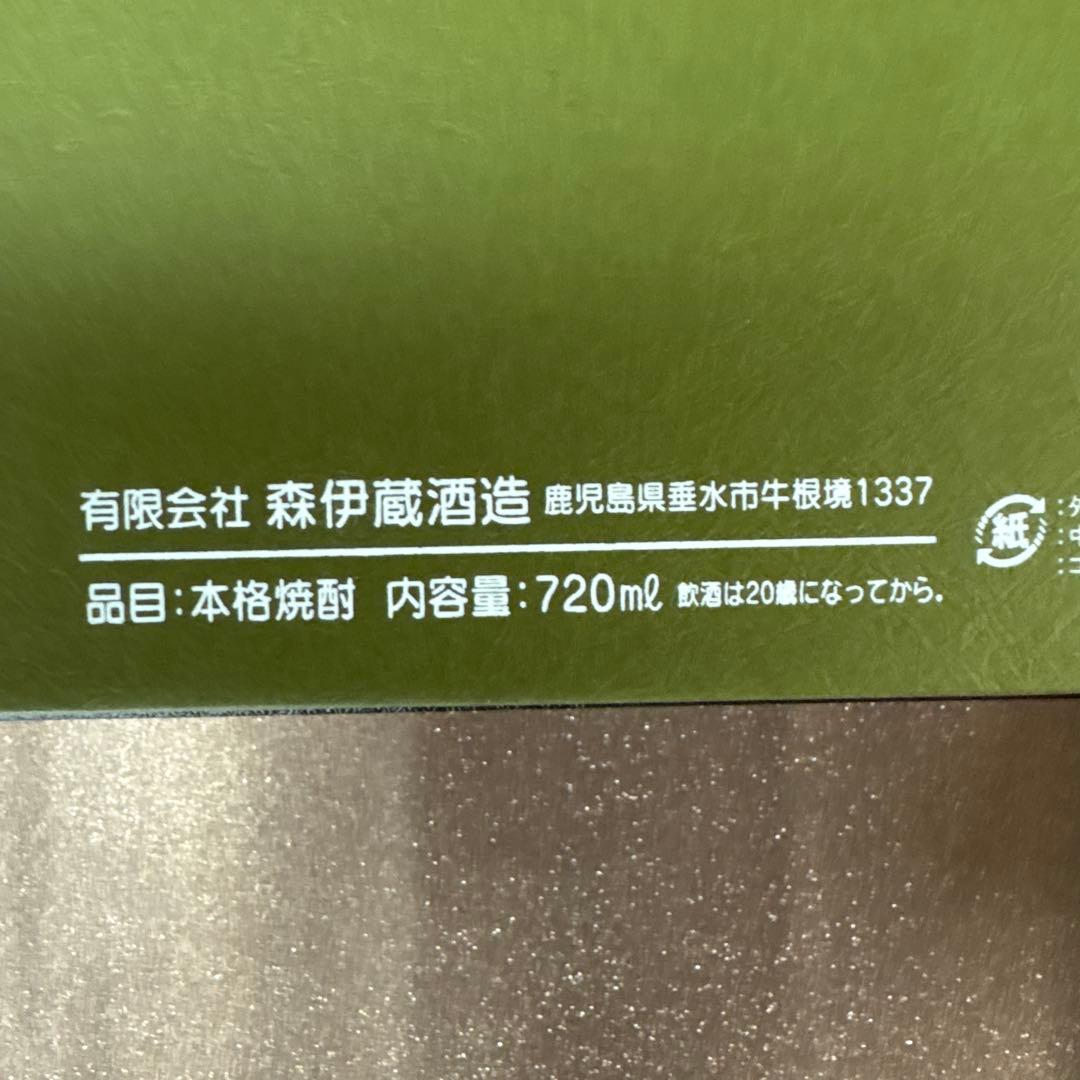 有限会社 森伊蔵酒造 鹿児島県垂水市牛根境1337
品目:本格焼酎 内容量:720mℓ 飲酒は20歳になってから。
紙